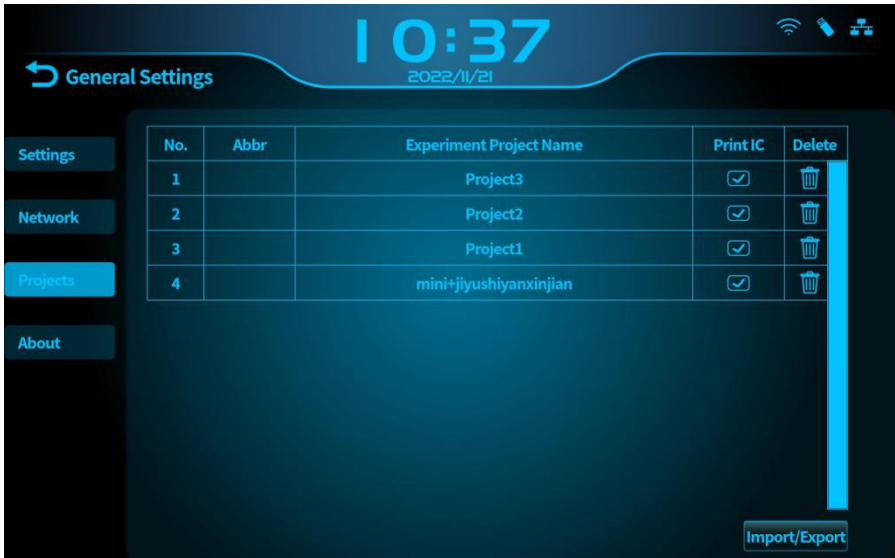 10:37
2022/11/21
General Settings
Settings
Network
Projects
About
No. Abbr Experiment Project Name Print IC Delete
1 Project3
2 Project2
3 Project1
4 mini+jiyushiyanxinjian
Import/Export